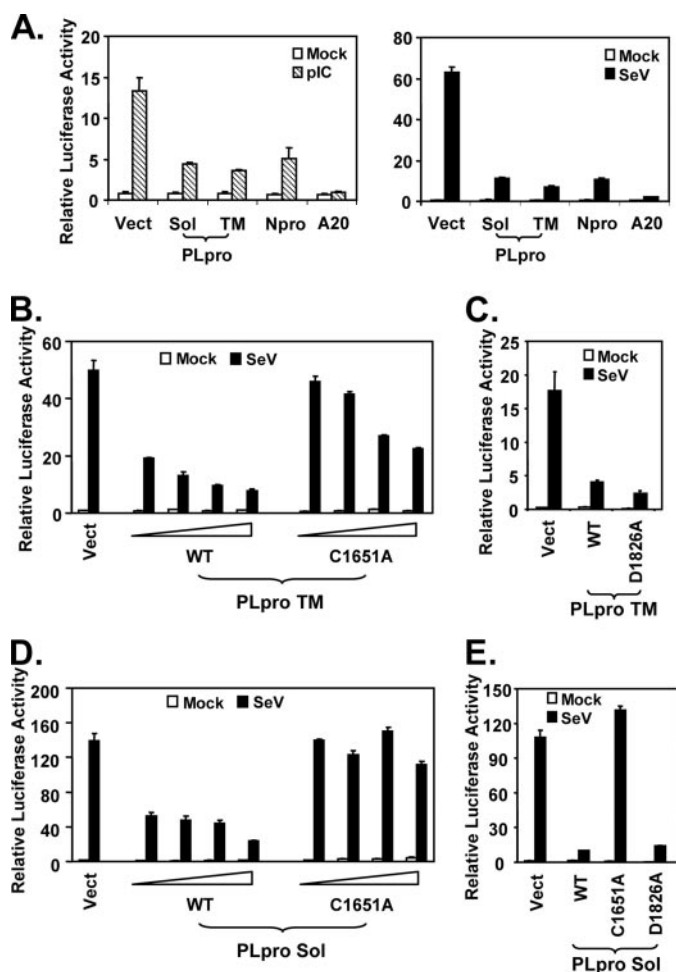 A.
Relative Luciferase Activity
15
10
5
0
Mock
pIC
Vect Sol TM Npro A20
PLpro
80
60
40
20
0
Mock
SeV
Vect Sol TM Npro A20
PLpro
B.
Relative Luciferase Activity
60
40
20
0
Mock SeV
Vect
WT C1651A
PLpro TM
C.
Relative Luciferase Activity
25
20
15
10
5
0
Mock
SeV
Vect
WT
D1826A
PLpro TM
D.
Relative Luciferase Activity
200
160
120
80
40
0
Mock SeV
Vect
WT C1651A
PLpro Sol
E.
Relative Luciferase Activity
150
120
90
60
30
0
Mock
SeV
Vect
WT
C1651A
D1826A
PLpro Sol